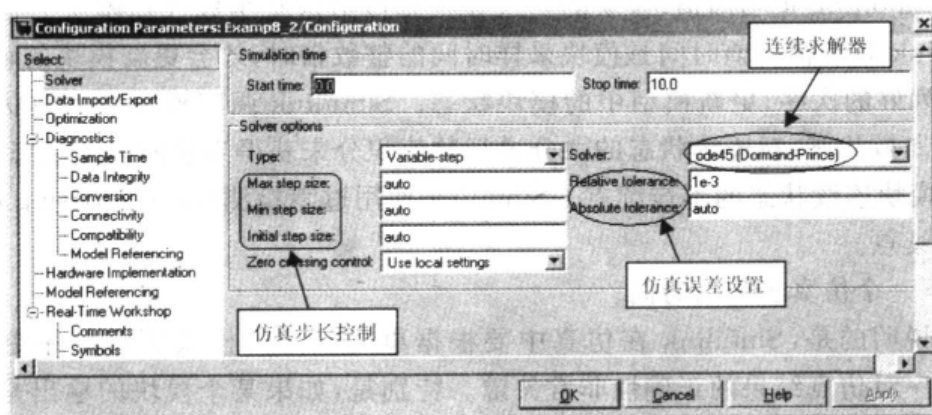 Configuration Parameters: Examp8_2/Configuration
连续求解器
Select:
Solver
Data Import/Export
Optimization
Diagnostics
Sample Time
Data Integrity
Conversion
Connectivity
Compatibility
Model Referencing
Hardware Implementation
Model Referencing
Real-Time Workshop
Comments
Symbols
Simulation time
Start time: 0.0
Stop time: 10.0
Solver options
Type: Variable-step
Solver: ode45 (Dormand-Prince)
Max step size: auto
Relative tolerance: 1e-3
Min step size: auto
Absolute tolerance: auto
Initial step size: auto
Zero crossing control: Use local settings
仿真误差设置
仿真步长控制
OK
Cancel
Help
Apply